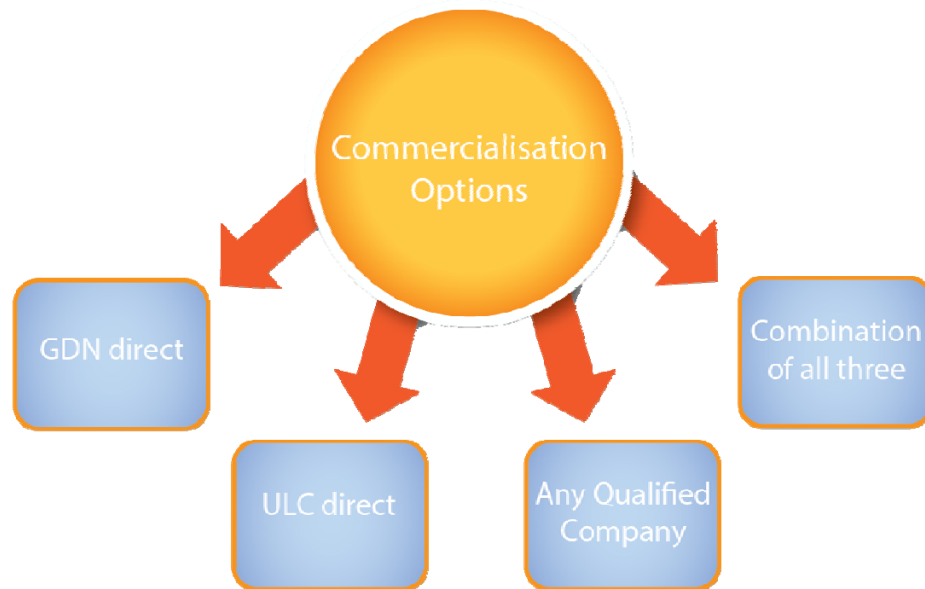 Commercialisation
Options
GDN direct
Combination
of all three
ULC direct
Any Qualified
Company